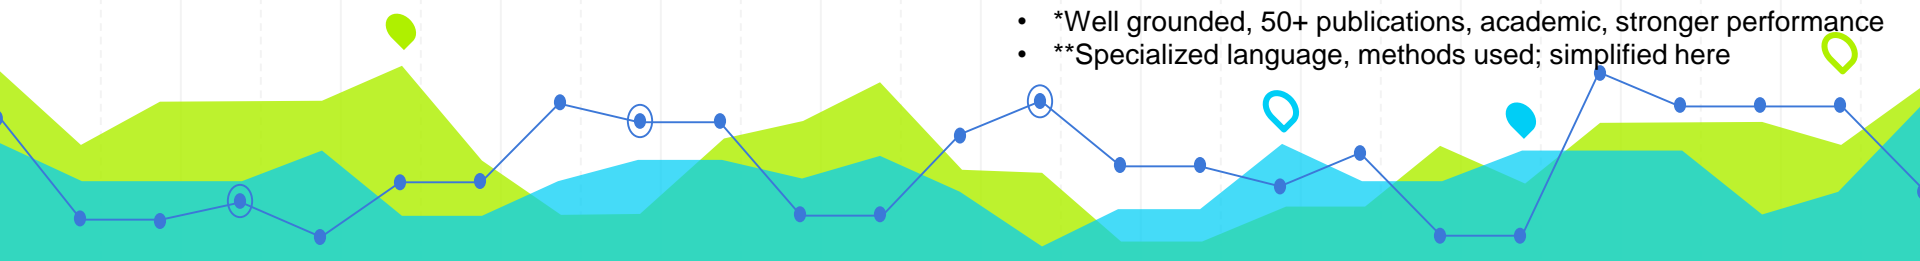 • *Well grounded, 50+ publications, academic, stronger performance
• **Specialized language, methods used; simplified here